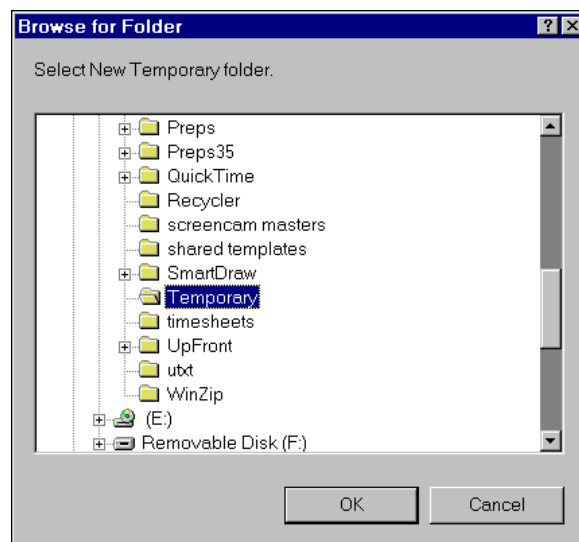 Browse for Folder
Select New Temporary folder.
Preps
Preps35
QuickTime
Recycler
screencam masters
shared templates
SmartDraw
Temporary
timesheets
UpFront
utxt
WinZip
(E:)
Removable Disk (F:)
OK Cancel